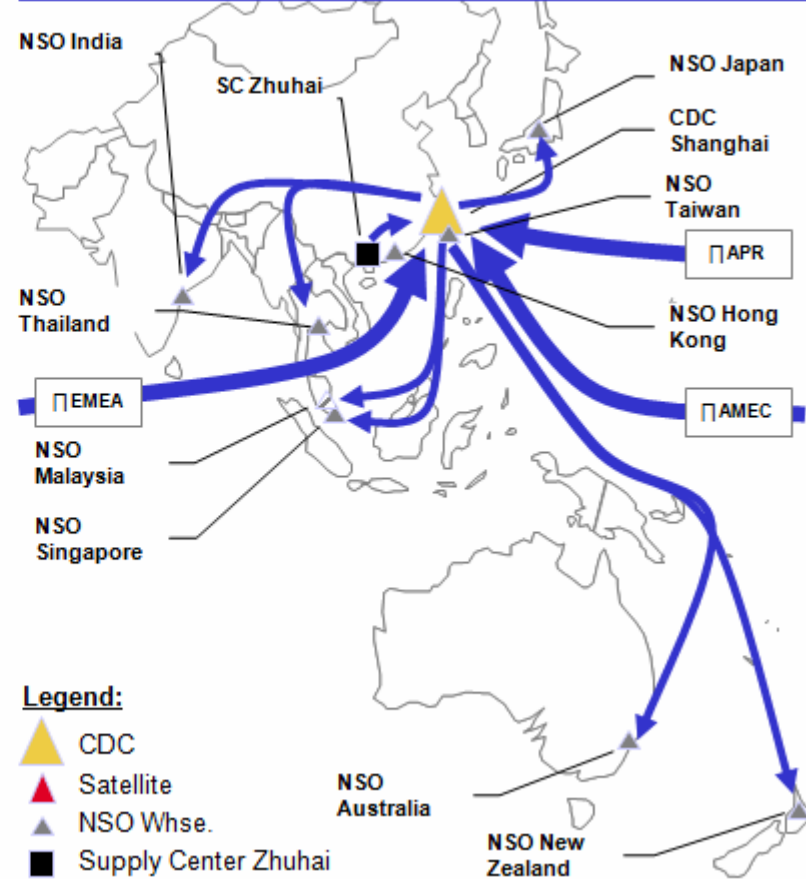 NSO India
SC Zhuhai
NSO Japan
CDC
Shanghai
NSO
Taiwan
∏APR
NSO
Thailand
NSO Hong
Kong
∏EMEA
∏AMEC
NSO
Malaysia
NSO
Singapore
Legend:
CDC
Satellite
NSO Whse.
Supply Center Zhuhai
NSO
Australia
NSO New
Zealand